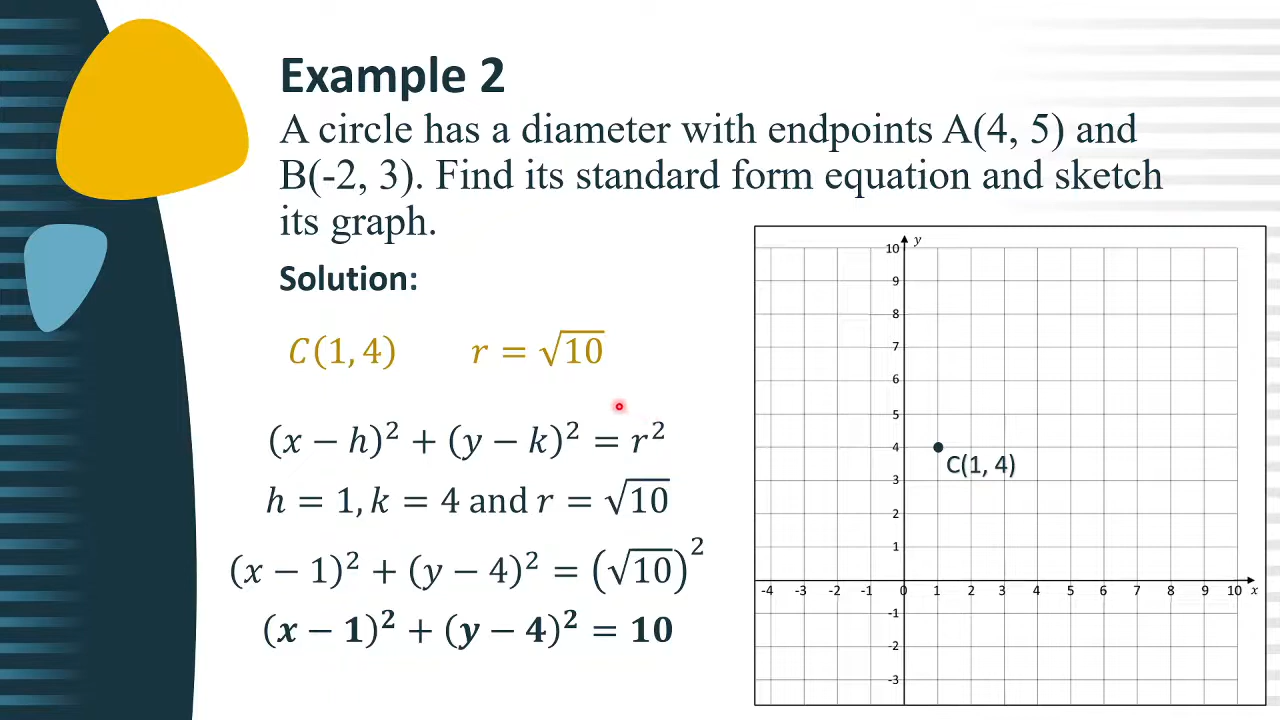 Example 2
A circle has a diameter with endpoints A(4, 5) and
B(-2, 3). Find its standard form equation and sketch
its graph.
Solution:
C(1, 4) r = √10
(x − h)² + (y − k)² = r²
h = 1, k = 4 and r = √10
(x − 1)² + (y − 4)² = (√10)²
(x − 1)² + (y − 4)² = 10
y
10
9
8
7
6
5
4
C(1, 4)
3
2
1
-4 -3 -2 -1 0 1 2 3 4 5 6 7 8 9 10 x
-1
-2
-3